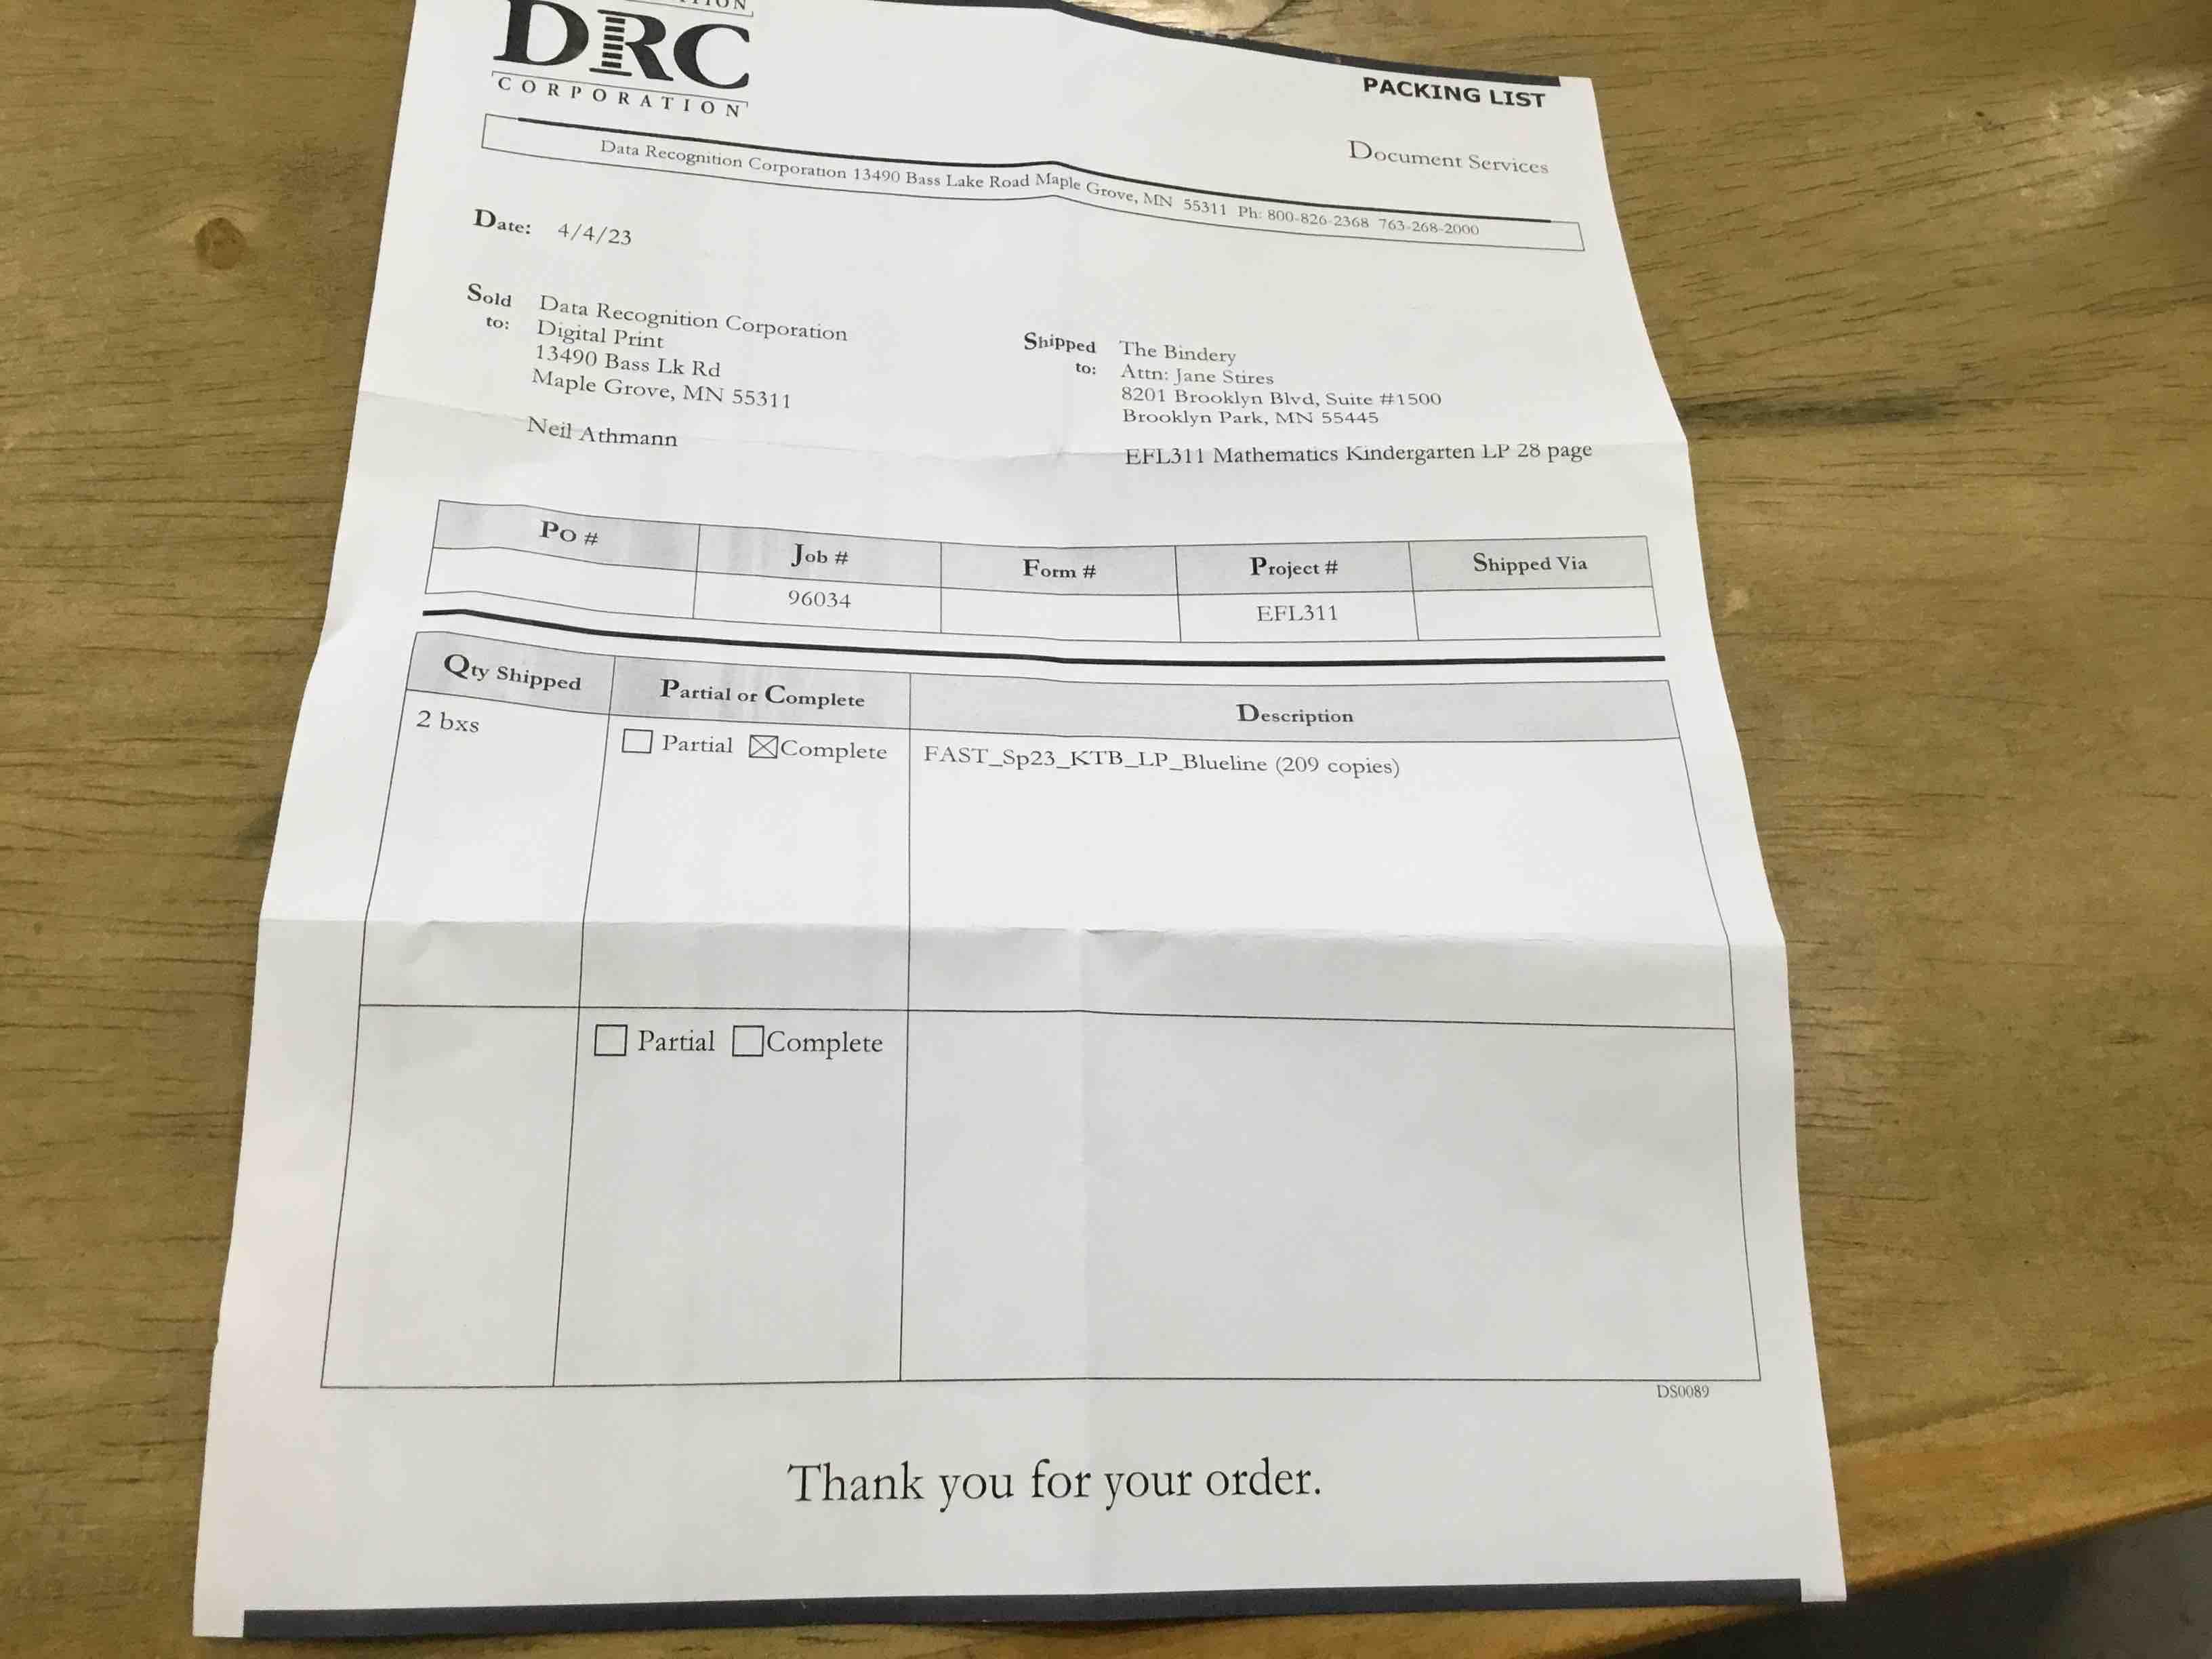 DRC
CORPORATION
PACKING LIST
Document Services
Data Recognition Corporation 13490 Bass Lake Road Maple Grove, MN 55311 Ph: 800-826-2368 763-268-2000
Date: 4/4/23
Sold to: Data Recognition Corporation
Digital Print
13490 Bass Lk Rd
Maple Grove, MN 55311
Neil Athmann
Shipped to: The Bindery
Attn: Jane Stires
8201 Brooklyn Blvd, Suite #1500
Brooklyn Park, MN 55445
EFL311 Mathematics Kindergarten LP 28 page
Po # Job # Form # Project # Shipped Via
96034 EFL311
Qty Shipped Partial or Complete Description
2 bxs Partial Complete FAST_Sp23_KTB_LP_Blueline (209 copies)
Partial Complete
DS0089
Thank you for your order.